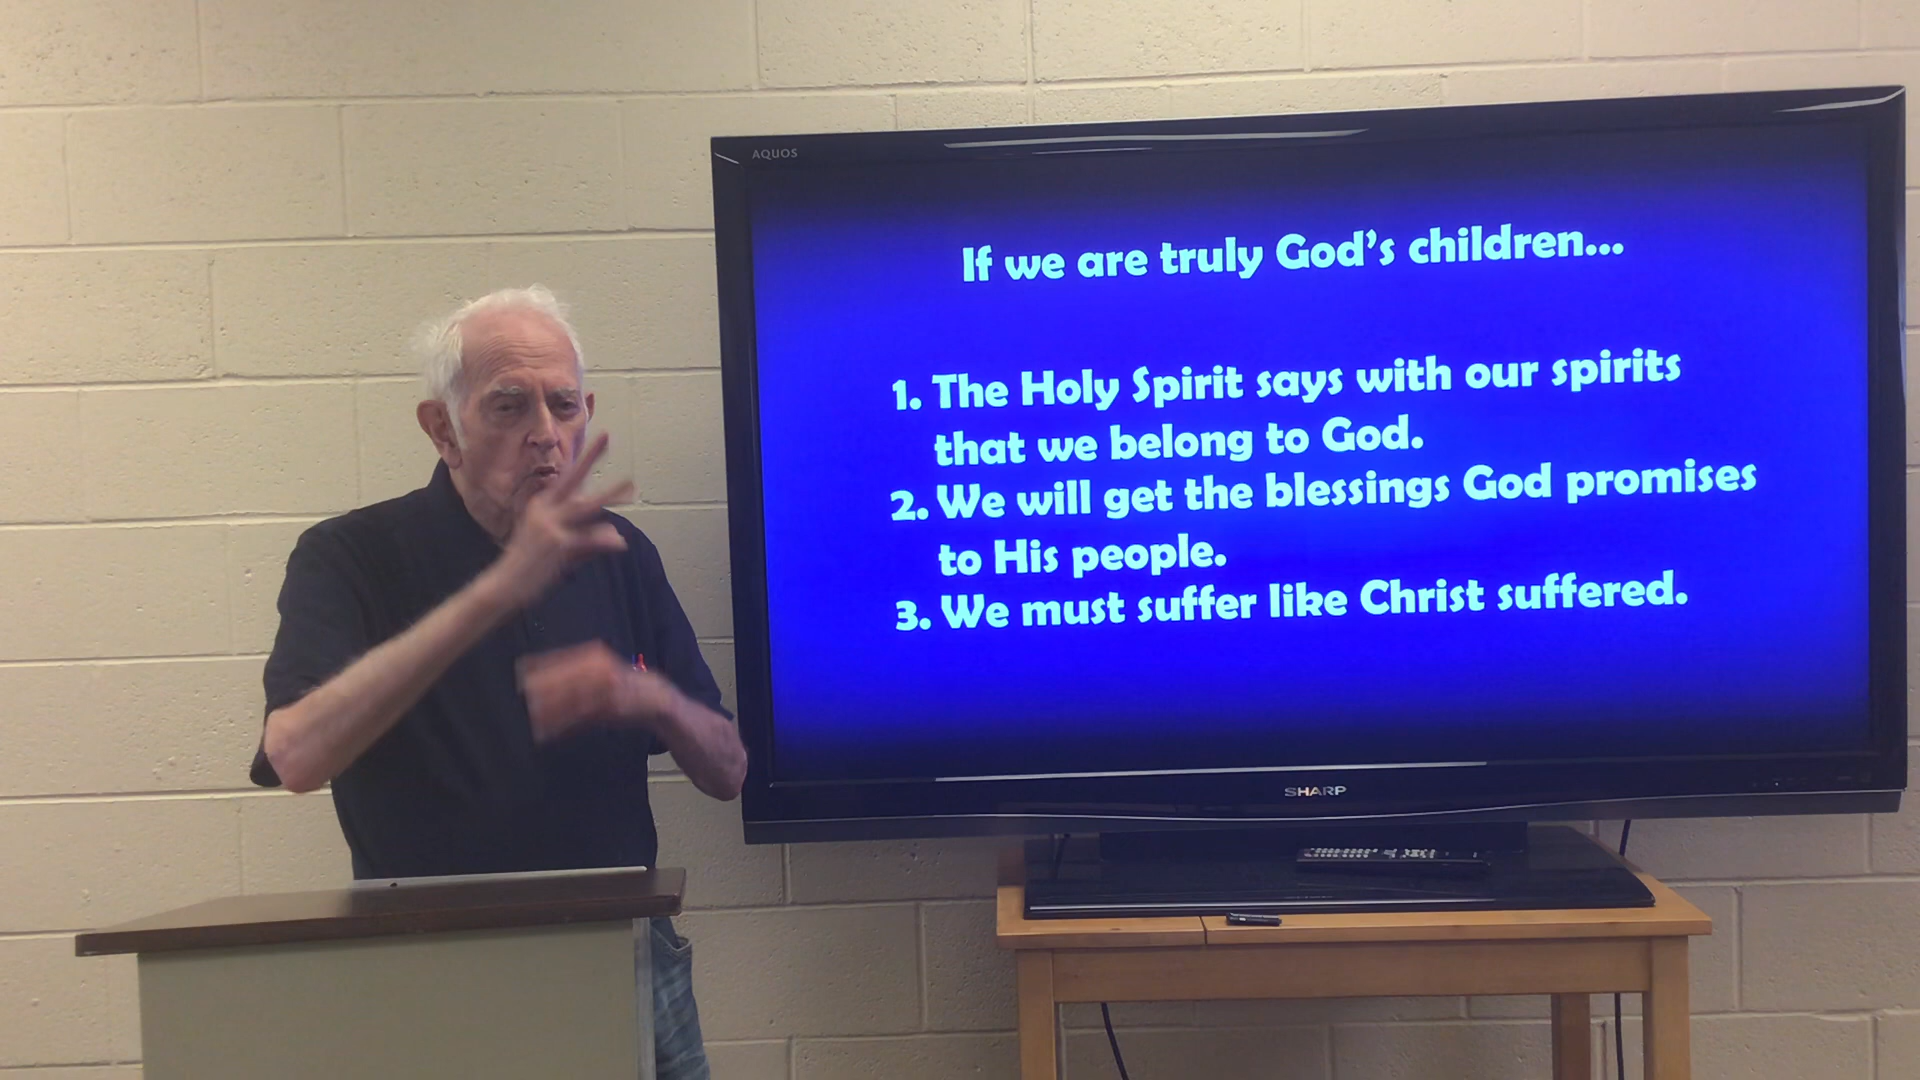 AQUOS
If we are truly God’s children...
1. The Holy Spirit says with our spirits
that we belong to God.
2. We will get the blessings God promises
to His people.
3. We must suffer like Christ suffered.
SHARP